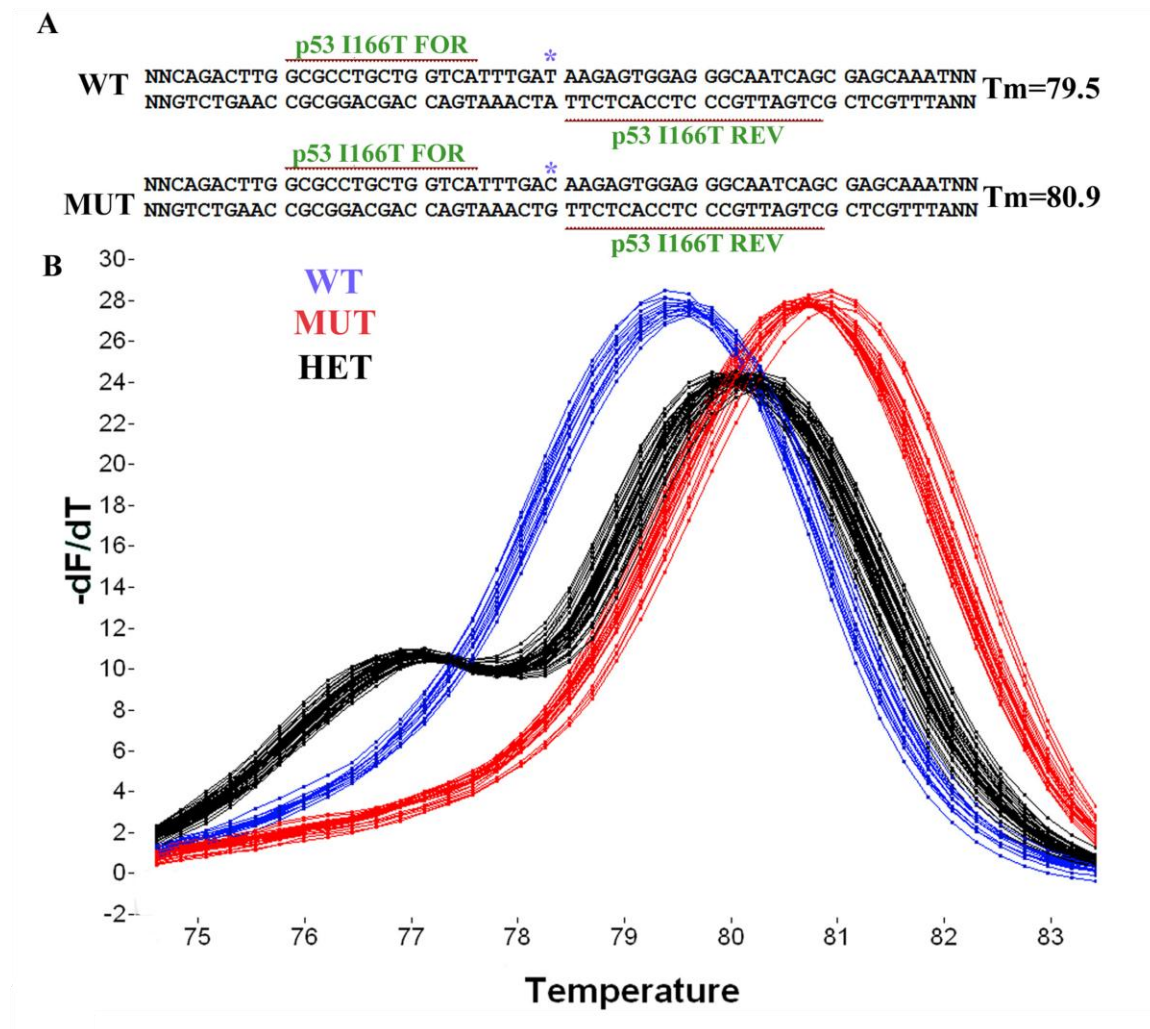 A
p53 I166T FOR
*
WT NNCAGACTTG GCGCCTGCTG GTCATTTGAT AAGAGTGGAG GGCAATCAGC GAGCAAATNN Tm=79.5
NNGTCTGAAC CGCGGACGAC CAGTAAACTA TTCTCACCTC CCGTTAGTCG CTCGTTTANN
p53 I166T REV
p53 I166T FOR
*
MUT NNCAGACTTG GCGCCTGCTG GTCATTTGAC AAGAGTGGAG GGCAATCAGC GAGCAAATNN Tm=80.9
NNGTCTGAAC CGCGGACGAC CAGTAAACTG TTCTCACCTC CCGTTAGTCG CTCGTTTANN
p53 I166T REV
B
WT
MUT
HET
-dF/dT
30-
28-
26-
24-
22-
20-
18-
16-
14-
12-
10-
8-
6-
4-
2-
0-
-2-
75 76 77 78 79 80 81 82 83
Temperature